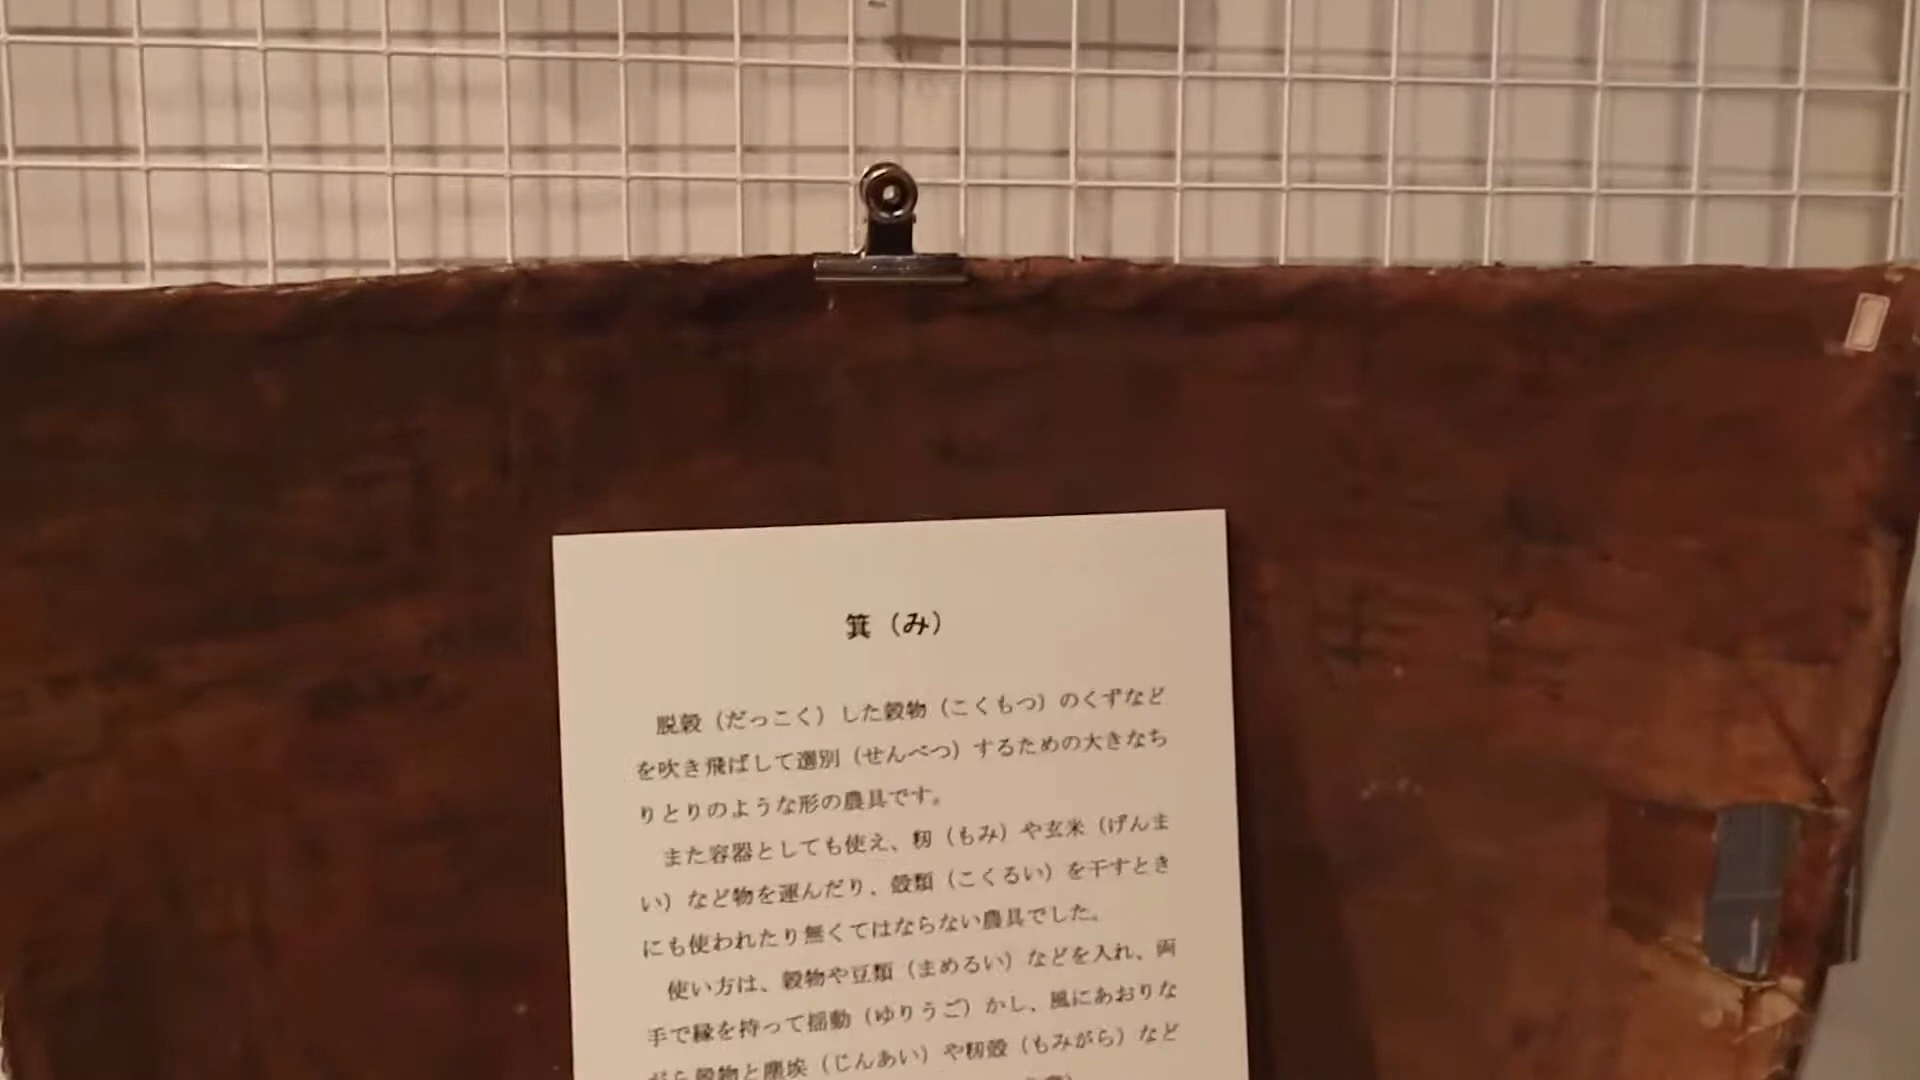 箕（み）
脱穀（だっこく）した穀物（こくもつ）のくずなど
を吹き飛ばして選別（せんべつ）するための大きなち
りとりのような形の農具です。
また容器としても使え、籾（もみ）や玄米（げんま
い）など物を運んだり、穀類（こくるい）を干すとき
にも使われたり無くてはならない農具でした。
使い方は、穀物や豆類（まめるい）などを入れ、両
手で縁を持って揺動（ゆりうご）かし、風にあおりな
がら穀物と塵埃（じんあい）や籾殻（もみがら）など